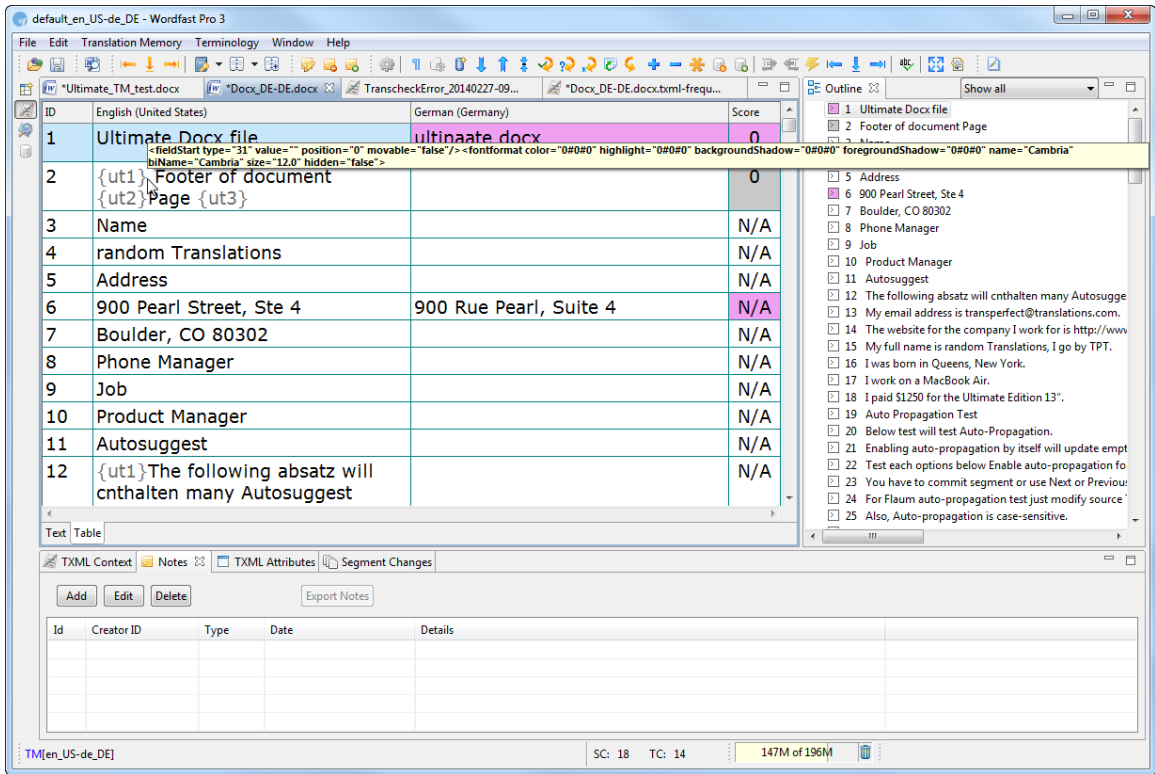 default_en_US-de_DE - Wordfast Pro 3
File Edit Translation Memory Terminology Window Help
*Ultimate_TM_test.docx *Docx_DE-DE.docx TranscheckError_20140227-09... *Docx_DE-DE.docx.txml-frequ... Outline Show all
ID English (United States) German (Germany) Score
1 Ultimate Docx file ultinaate docx 0
<fieldStart type="31" value="" position="0" movable="false"/><fontformat color="0#0#0" highlight="0#0#0" backgroundShadow="0#0#0" foregroundShadow="0#0#0" name="Cambria"
biName="Cambria" size="12.0" hidden="false">
2 {ut1} Footer of document 0
{ut2}Page {ut3}
3 Name N/A
4 random Translations N/A
5 Address N/A
6 900 Pearl Street, Ste 4 900 Rue Pearl, Suite 4 N/A
7 Boulder, CO 80302 N/A
8 Phone Manager N/A
9 Job N/A
10 Product Manager N/A
11 Autosuggest N/A
12 {ut1}The following absatz will N/A
cnthalten many Autosuggest
Text Table
1 Ultimate Docx file
2 Footer of document Page
5 Address
6 900 Pearl Street, Ste 4
7 Boulder, CO 80302
8 Phone Manager
9 Job
10 Product Manager
11 Autosuggest
12 The following absatz will cnthalten many Autosugge
13 My email address is transperfect@translations.com.
14 The website for the company I work for is http://www
15 My full name is random Translations, I go by TPT.
16 I was born in Queens, New York.
17 I work on a MacBook Air.
18 I paid $1250 for the Ultimate Edition 13".
19 Auto Propagation Test
20 Below test will test Auto-Propagation.
21 Enabling auto-propagation by itself will update empt
22 Test each options below Enable auto-propagation fo
23 You have to commit segment or use Next or Previou
24 For Flaum auto-propagation test just modify source
25 Also, Auto-propagation is case-sensitive.
TXML Context Notes TXML Attributes Segment Changes
Add Edit Delete Export Notes
Id Creator ID Type Date Details
TM[en_US-de_DE] SC: 18 TC: 14 147M of 196M